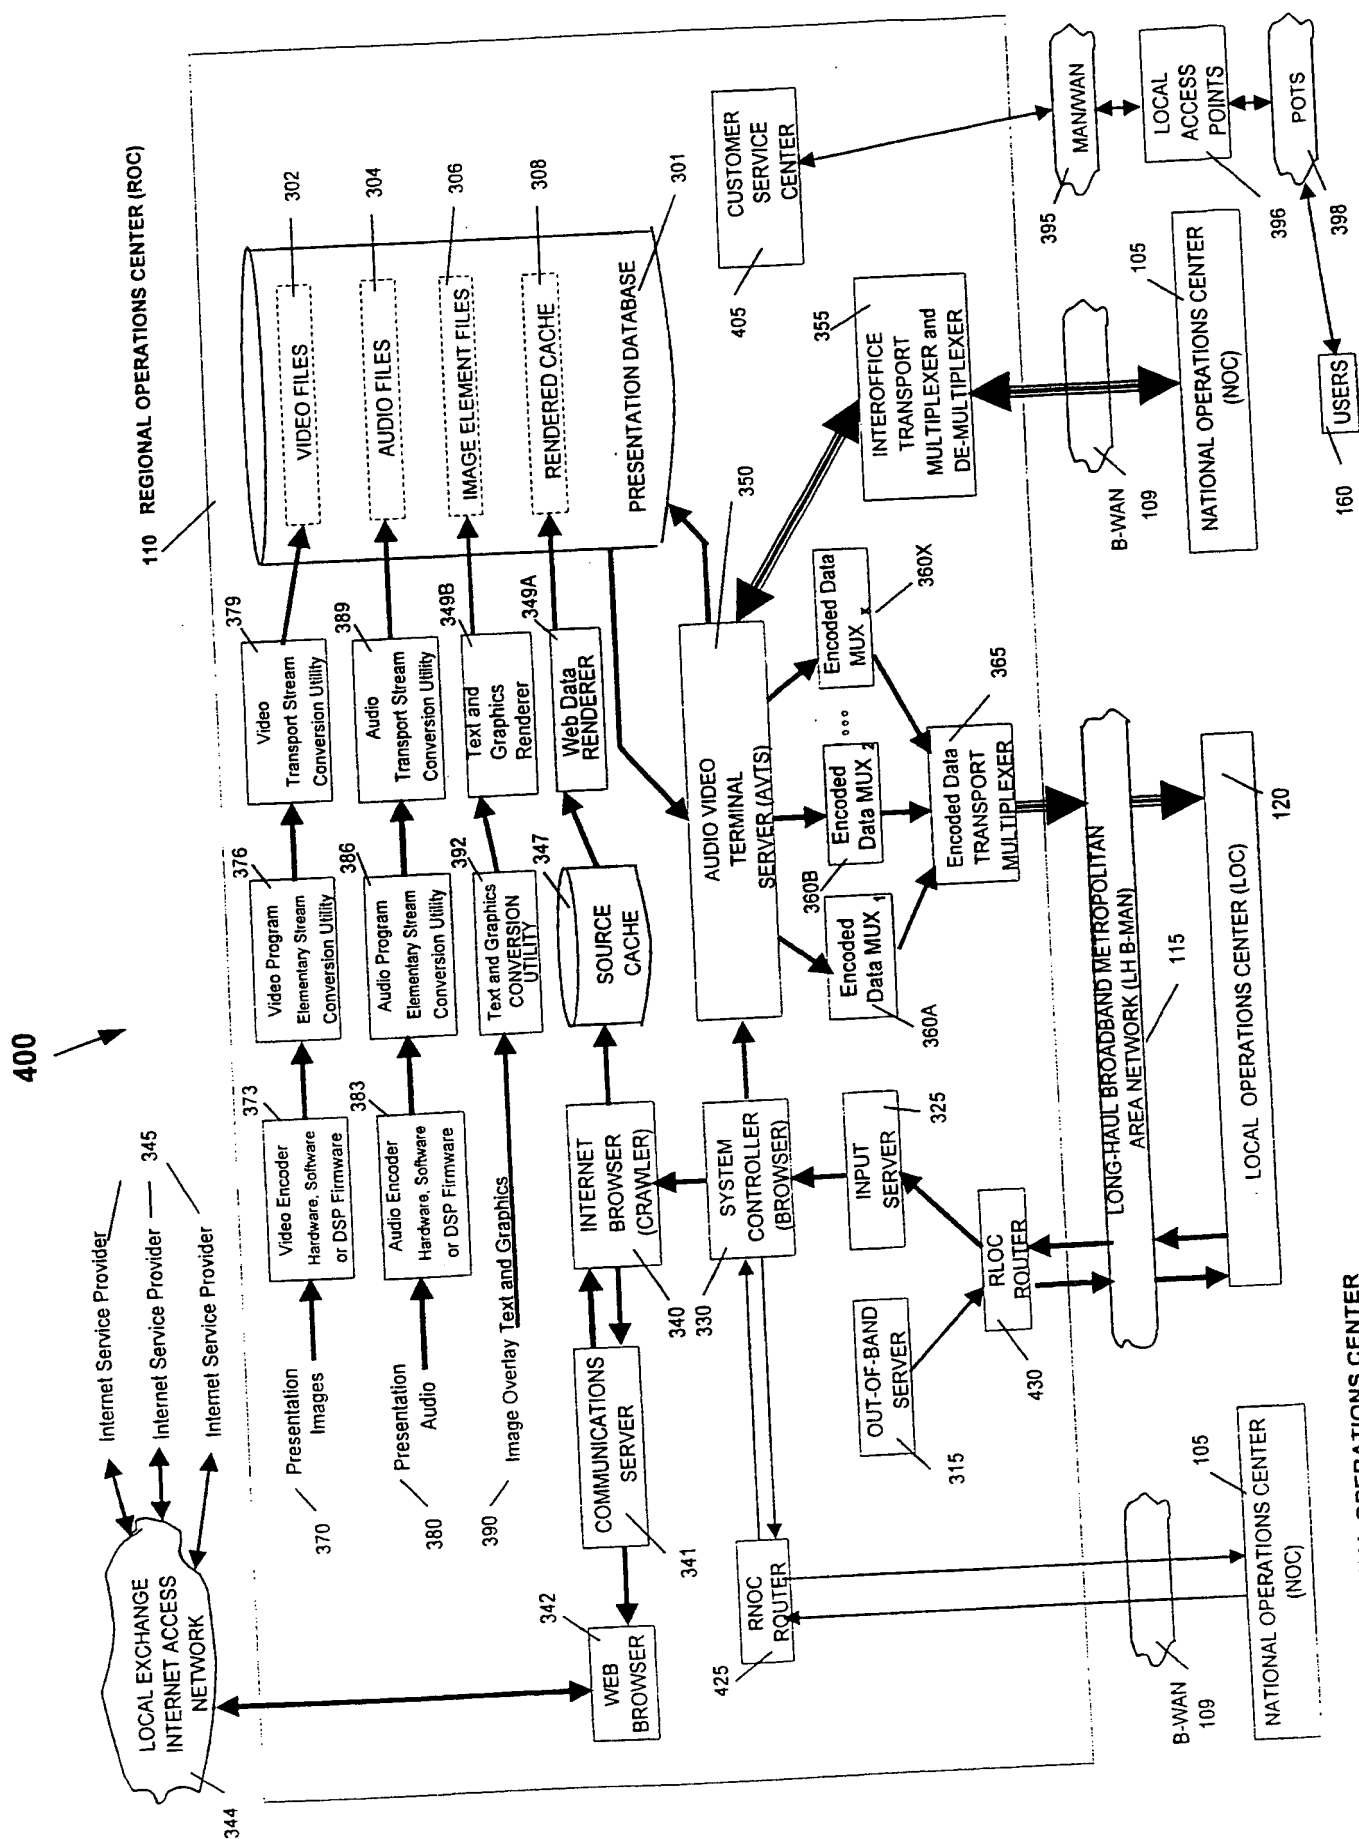 400
110 REGIONAL OPERATIONS CENTER (ROC)
LOCAL EXCHANGE
INTERNET ACCESS
NETWORK
344
Internet Service Provider
Internet Service Provider
Internet Service Provider
345
Presentation
Images
370
Video Encoder
Hardware, Software
or DSP Firmware
373
Video Program
Elementary Stream
Conversion Utility
376
Video
Transport Stream
Conversion Utility
379
VIDEO FILES
302
Presentation
Audio
380
Audio Encoder
Hardware, Software
or DSP Firmware
383
Audio Program
Elementary Stream
Conversion Utility
386
Audio
Transport Stream
Conversion Utility
389
AUDIO FILES
304
390
Image Overlay Text and Graphics
Text and Graphics
CONVERSION
UTILITY
392
Text and
Graphics
Renderer
349B
IMAGE ELEMENT FILES
306
WEB
BROWSER
342
COMMUNICATIONS
SERVER
341
INTERNET
BROWSER
(CRAWLER)
340
SOURCE
CACHE
347
Web Data
RENDERER
349A
RENDERED CACHE
308
PRESENTATION DATABASE
301
RNOC
ROUTER
425
SYSTEM
CONTROLLER
(BROWSER)
330
AUDIO VIDEO
TERMINAL
SERVER (AVTS)
350
CUSTOMER
SERVICE
CENTER
405
OUT-OF-BAND
SERVER
315
INPUT
SERVER
325
Encoded
Data MUX 1
360A
Encoded
Data MUX 2
360B
°°°
Encoded Data
MUX x
360X
INTEROFFICE
TRANSPORT
MULTIPLEXER and
DE-MULTIPLEXER
355
RLOC
ROUTER
430
Encoded Data
TRANSPORT
MULTIPLEXER
365
B-WAN
109
LONG-HAUL BROADBAND METROPOLITAN
AREA NETWORK (LH B-MAN)
115
B-WAN
109
MAN/WAN
395
LOCAL
ACCESS
POINTS
396
POTS
398
NATIONAL OPERATIONS CENTER
(NOC)
105
LOCAL OPERATIONS CENTER (LOC)
120
NATIONAL OPERATIONS CENTER
(NOC)
105
USERS
160
OPERATIONS CENTER